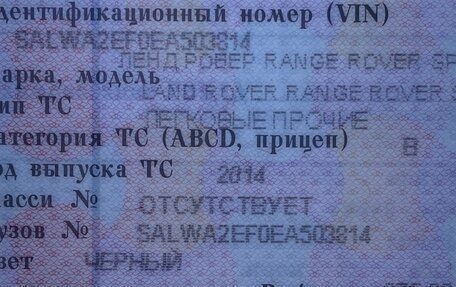 дентификационный номер (VIN)
SALWA2EF0EA503814
ЛЕНД РОВЕР RANGE ROVER SP
арка, модель
LAND ROVER RANGE ROVER S
ип ТС
ЛЕГКОВЫЕ ПРОЧИЕ
атегория ТС (ABCD, прицеп) B
од выпуска ТС 2014
асси № ОТСУТСТВУЕТ
узов № SALWA2EF0EA503814
вет ЧЕРНЫЙ